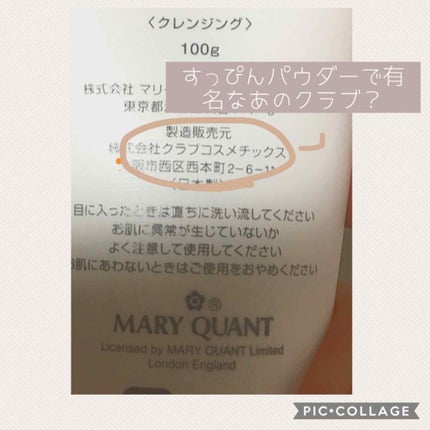 〈クレンジング〉
100g
すっぴんパウダーで有
名なあのクラブ？
株式会社 マリー
東京都
製造販売元
株式会社クラブコスメチックス
大阪市西区西本町2-6-11
〈日本製〉
目に入ったときは直ちに洗い流してください
お肌に異常が生じていないか
よく注意して使用してください
お肌にあわないときはご使用をおやめください
®
MARY QUANT
Licensed by MARY QUANT Limited
London England
PIC•COLLAGE